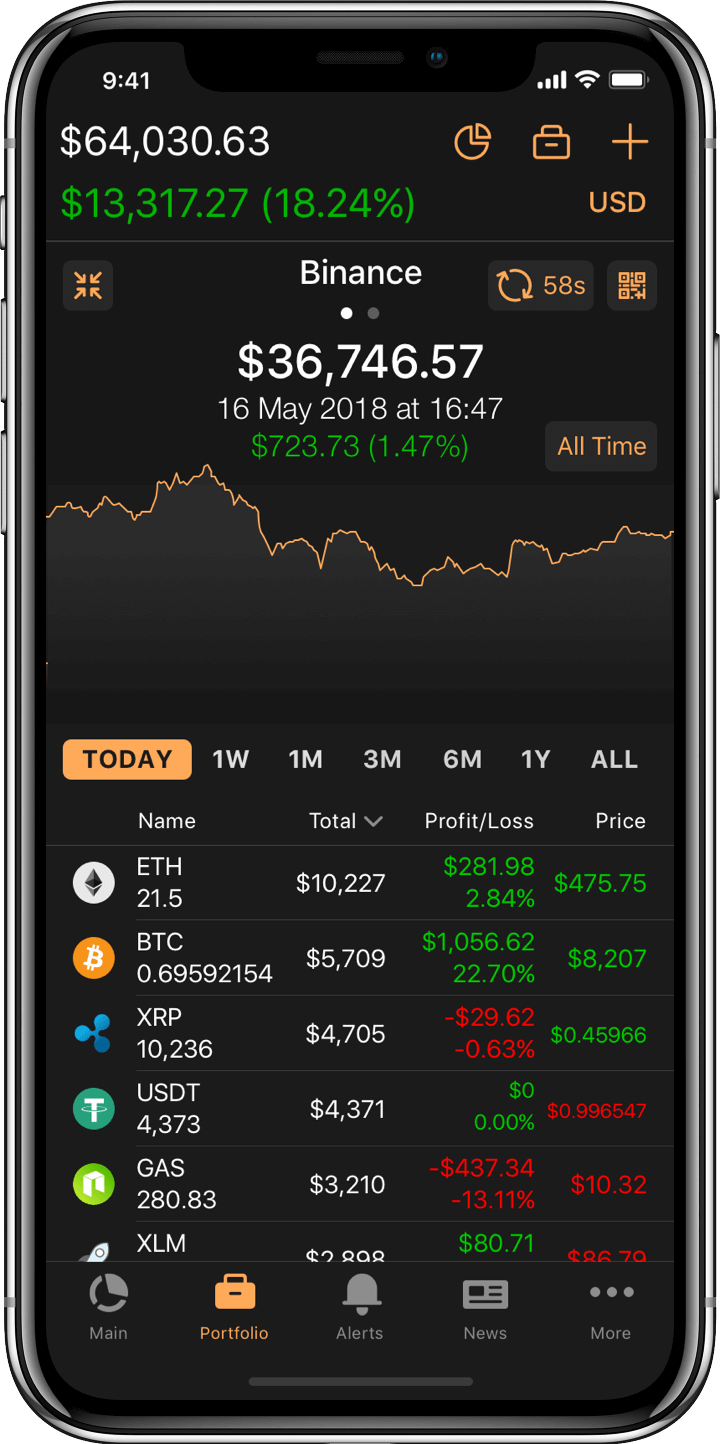 9:41
$64,030.63
$13,317.27 (18.24%)
USD
Binance
58s
$36,746.57
16 May 2018 at 16:47
$723.73 (1.47%)
All Time
TODAY 1W 1M 3M 6M 1Y ALL
Name Total Profit/Loss Price
ETH
21.5
$10,227
$281.98
2.84%
$475.75
BTC
0.69592154
$5,709
$1,056.62
22.70%
$8,207
XRP
10,236
$4,705
-$29.62
-0.63%
$0.45966
USDT
4,373
$4,371
$0
0.00%
$0.996547
GAS
280.83
$3,210
-$437.34
-13.11%
$10.32
XLM
$2,898
$80.71
$86.79
Main Portfolio Alerts News More